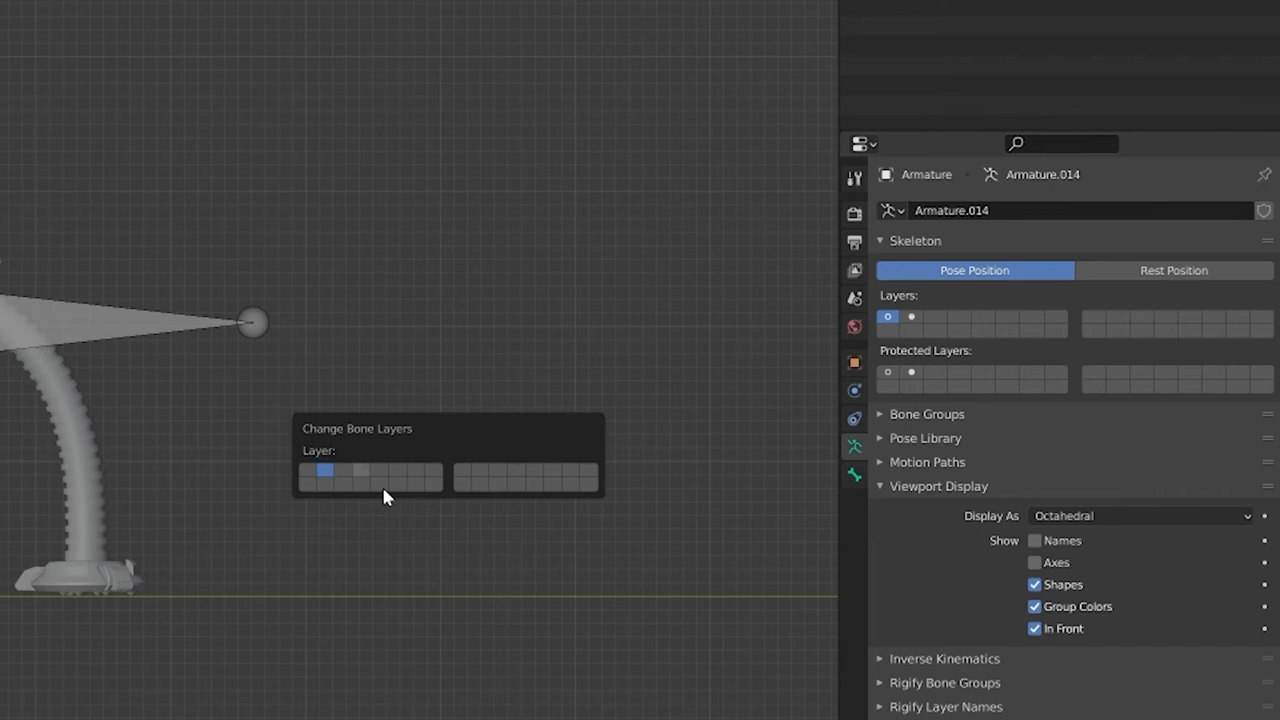 Armature
Armature.014
Armature.014
Skeleton
Pose Position
Rest Position
Layers:
Protected Layers:
Bone Groups
Pose Library
Motion Paths
Viewport Display
Display As
Octahedral
Show
Names
Axes
Shapes
Group Colors
In Front
Inverse Kinematics
Rigify Bone Groups
Rigify Layer Names
Change Bone Layers
Layer: